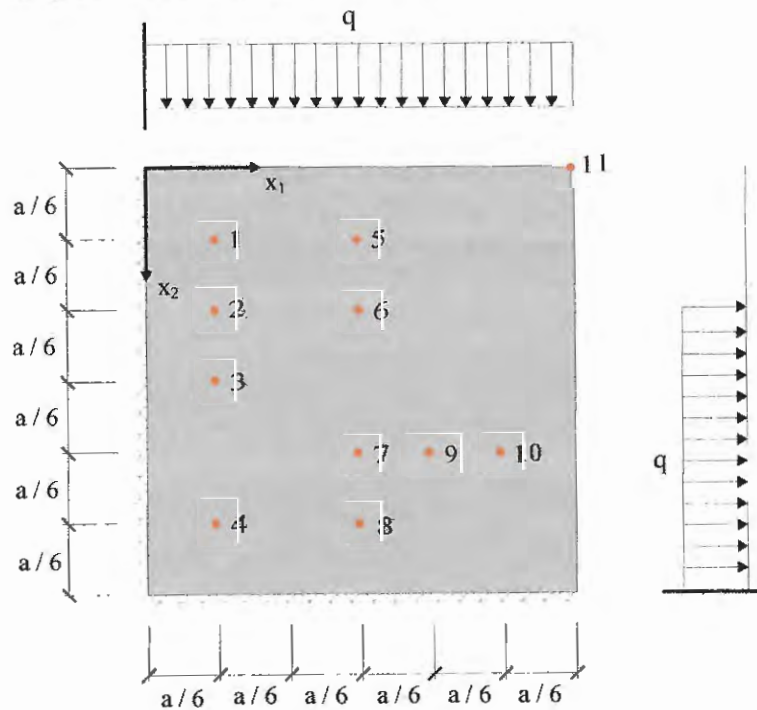 q
11
x₁
a / 6
1
5
a / 6
x₂
2
6
a / 6
3
a / 6
7
9
10
q
a / 6
4
8
a / 6
a / 6 a / 6 a / 6 a / 6 a / 6 a / 6